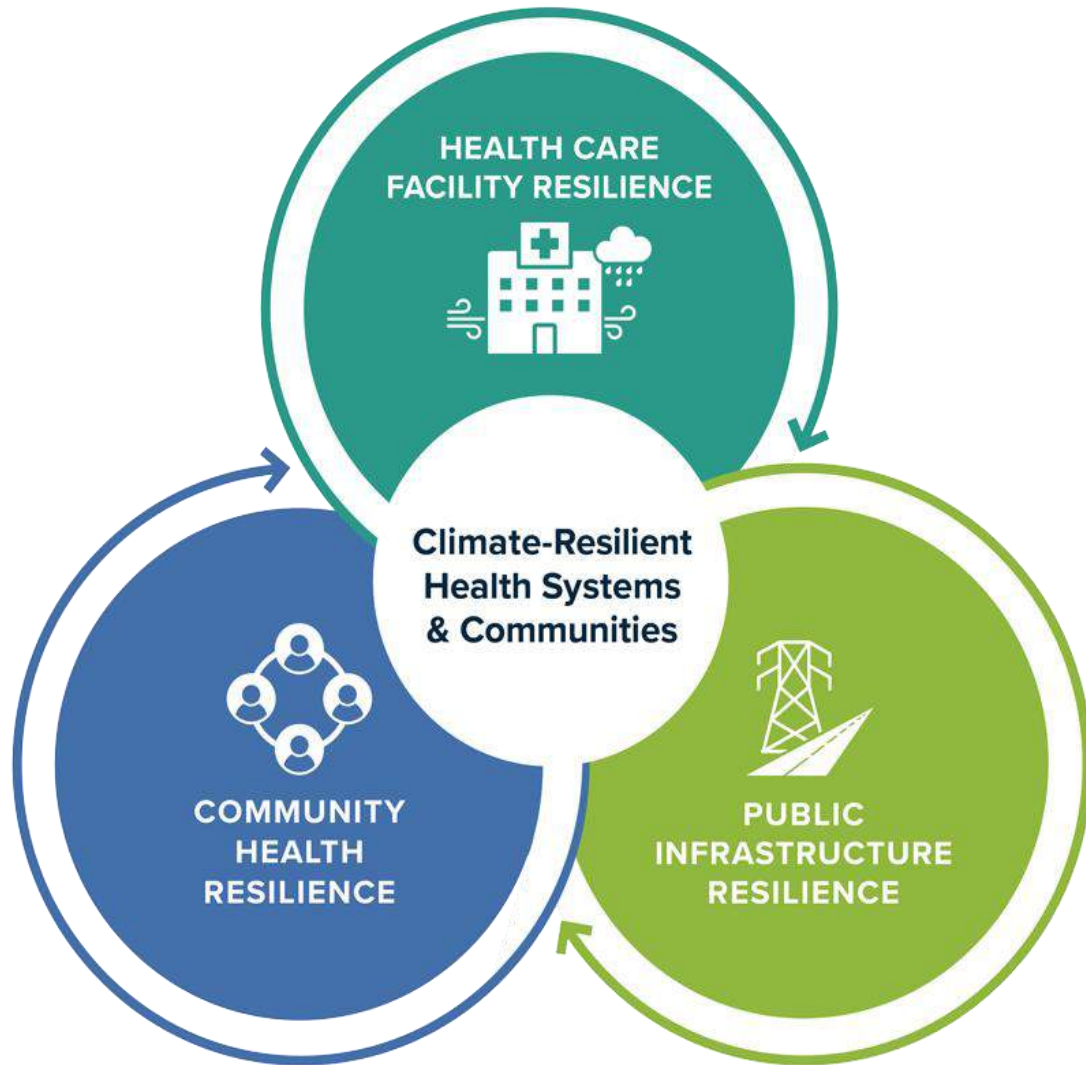 HEALTH CARE
FACILITY RESILIENCE
Climate-Resilient
Health Systems
& Communities
COMMUNITY
HEALTH
RESILIENCE
PUBLIC
INFRASTRUCTURE
RESILIENCE